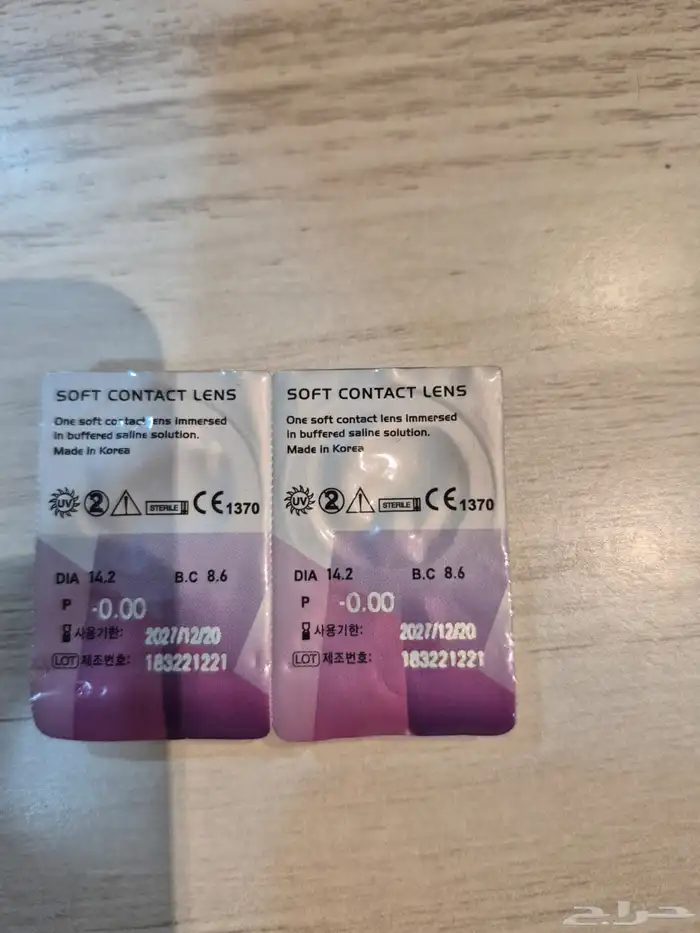 SOFT CONTACT LENS
One soft contact lens immersed
in buffered saline solution.
Made in Korea
UV 2 STERILE CE 1370
DIA 14.2 B.C 8.6
P -0.00
사용기한: 2027/12/20
LOT 제조번호: 183221221
SOFT CONTACT LENS
One soft contact lens immersed
in buffered saline solution.
Made in Korea
UV 2 STERILE CE 1370
DIA 14.2 B.C 8.6
P -0.00
사용기한: 2027/12/20
LOT 제조번호: 183221221
حراج